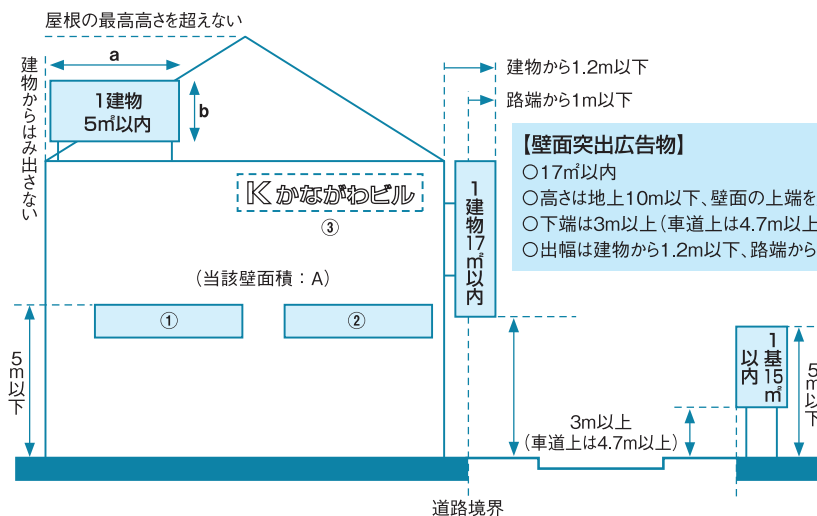 屋根の最高高さを超えない
建物からはみ出さない
a
b
1建物
5㎡以内
建物から1.2m以下
路端から1m以下
【壁面突出広告物】
○17㎡以内
○高さは地上10m以下、壁面の上端を
○下端は3m以上（車道上は4.7m以上
○出幅は建物から1.2m以下、路端から
K かながわビル
③
1建物17㎡以内
（当該壁面積：A）
①
②
5m以下
1基15㎡以内
5m以下
3m以上
（車道上は4.7m以上）
道路境界